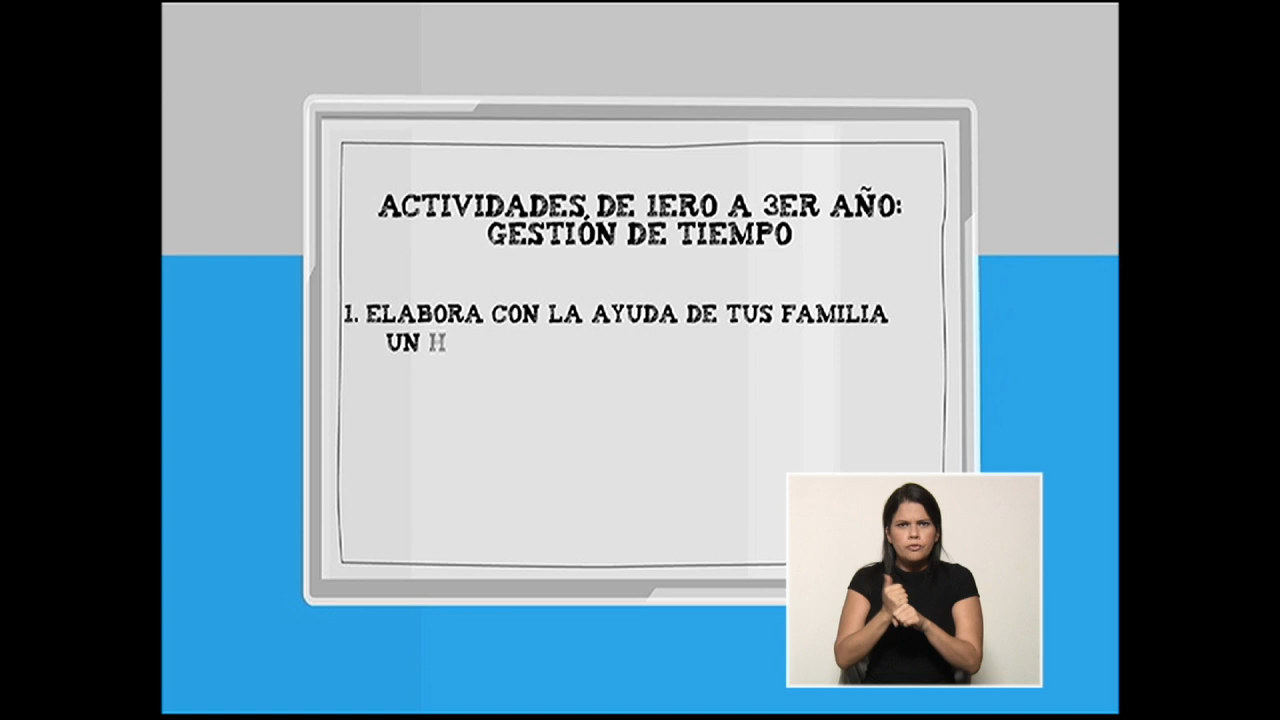 ACTIVIDADES DE 1ERO A 3ER AÑO:
GESTIÓN DE TIEMPO
1. ELABORA CON LA AYUDA DE TUS FAMILIA
UN H